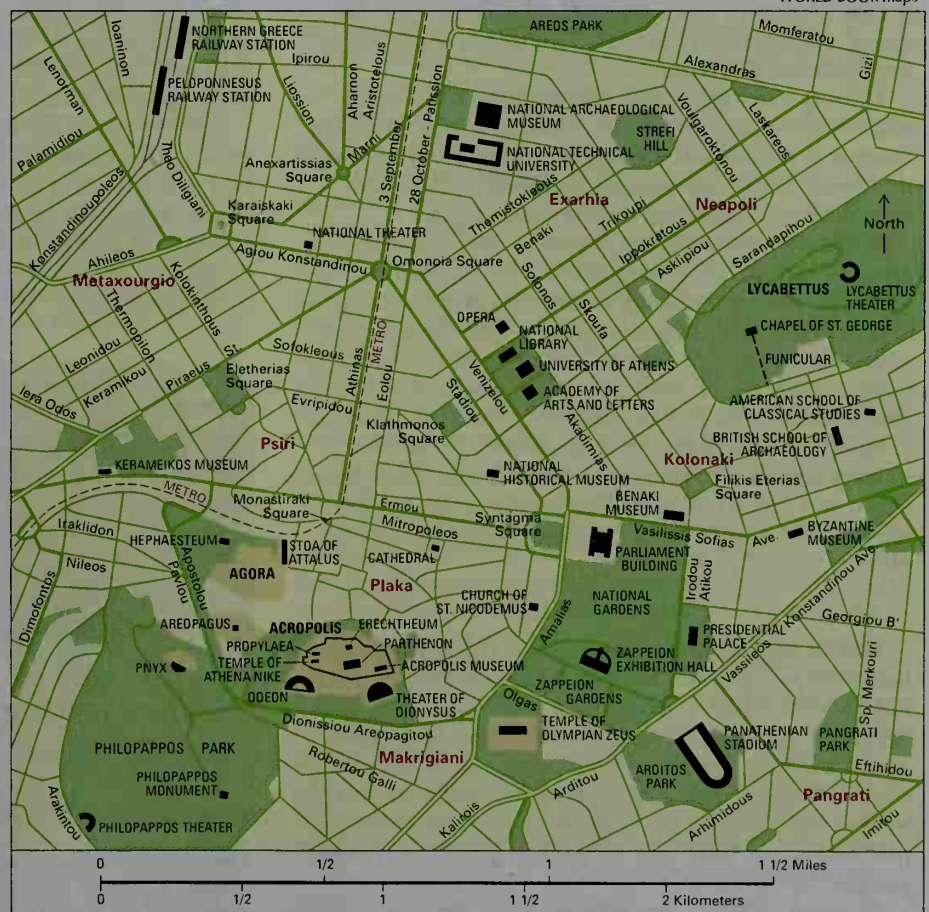 WORLD BOOK map
AREOS PARK
Momferatou
NORTHERN GREECE
RAILWAY STATION
Ioaninon
Lenorman
Ipirou
Liossion
Aharnon
Aristotelous
Alexandras
Gizi
PELOPONNESUS
RAILWAY STATION
3 September
28 October - Patission
NATIONAL ARCHAEOLOGICAL
MUSEUM
STREFI
HILL
Voulgaroktonou
Laskareos
Palamidiou
Marni
NATIONAL TECHNICAL
UNIVERSITY
Anexartissias
Square
Thido Diligiani
Konstandinoupoleos
Themistokleous
Exarhia
Neapoli
Karaiskaki
Square
NATIONAL THEATER
Benaki
Trikoupi
Ippokratous
Asklipiou
Sarandapihou
North
Ahileos
Agiou Konstandinou
Omonoia Square
Metaxourgio
Kolokinthous
Thermopilon
Solonos
Skoufa
LYCABETTUS
LYCABETTUS
THEATER
Leonidou
Keramikou
Piraeus St.
OPERA
NATIONAL
LIBRARY
CHAPEL OF ST. GEORGE
Sofokleous
METRO
Athinas
Eolou
UNIVERSITY OF ATHENS
FUNICULAR
Iera Odos
Ejetherias
Square
Evripidou
Stadiou
Venizelou
ACADEMY OF
ARTS AND LETTERS
AMERICAN SCHOOL OF
CLASSICAL STUDIES
Klathmonos
Square
Akadimias
BRITISH SCHOOL OF
ARCHAEOLOGY
Psiri
Kolonaki
KERAMEIKOS MUSEUM
NATIONAL
HISTORICAL MUSEUM
Filikis Eterias
Square
METRO
Monastiraki
Square
Ermou
Mitropoleos
Syntagma
Square
BENAKI
MUSEUM
Vasilissis Sofias
Ave.
BYZANTINE
MUSEUM
Iraklidon
HEPHAESTEUM
STOA OF
ATTALUS
CATHEDRAL
PARLIAMENT
BUILDING
Nileos
Apostolou
Pavlou
AGORA
Plaka
NATIONAL
GARDENS
Irodou
Atikou
Konstandinou Ave.
Dimofontos
CHURCH OF
ST. NICODEMUS
Georgiou B'
AREOPAGUS
ACROPOLIS
ERECHTHEUM
Amalias
PRESIDENTIAL
PALACE
PROPYLAEA
PARTHENON
PNYX
TEMPLE OF
ATHENA NIKE
ACROPOLIS MUSEUM
ZAPPEION
EXHIBITION HALL
Vassileos
Sp. Merkouri
ODEON
THEATER OF
DIONYSUS
Olgas
ZAPPEION
GARDENS
Dionissiou Areopagitou
TEMPLE OF
OLYMPIAN ZEUS
PANATHENIAN
STADIUM
PANGRATI
PARK
PHILOPAPPOS PARK
Robertou Galli
Makrigiani
ARDITOS
PARK
Eftihidou
PHILOPAPPOS
MONUMENT
Arditou
Pangrati
Arakintou
PHILOPAPPOS THEATER
Kalirois
Arhimidous
Imitou
0 1/2 1 1 1/2 Miles
0 1/2 1 1 1/2 2 Kilometers